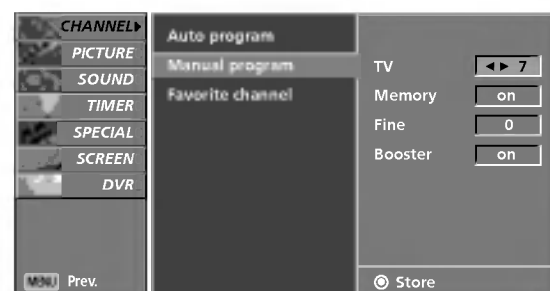 CHANNEL▶
PICTURE
SOUND
TIMER
SPECIAL
SCREEN
DVR
MENU Prev.
Auto program
Manual program
Favorite channel
TV ◀▶ 7
Memory on
Fine 0
Booster on
◉ Store